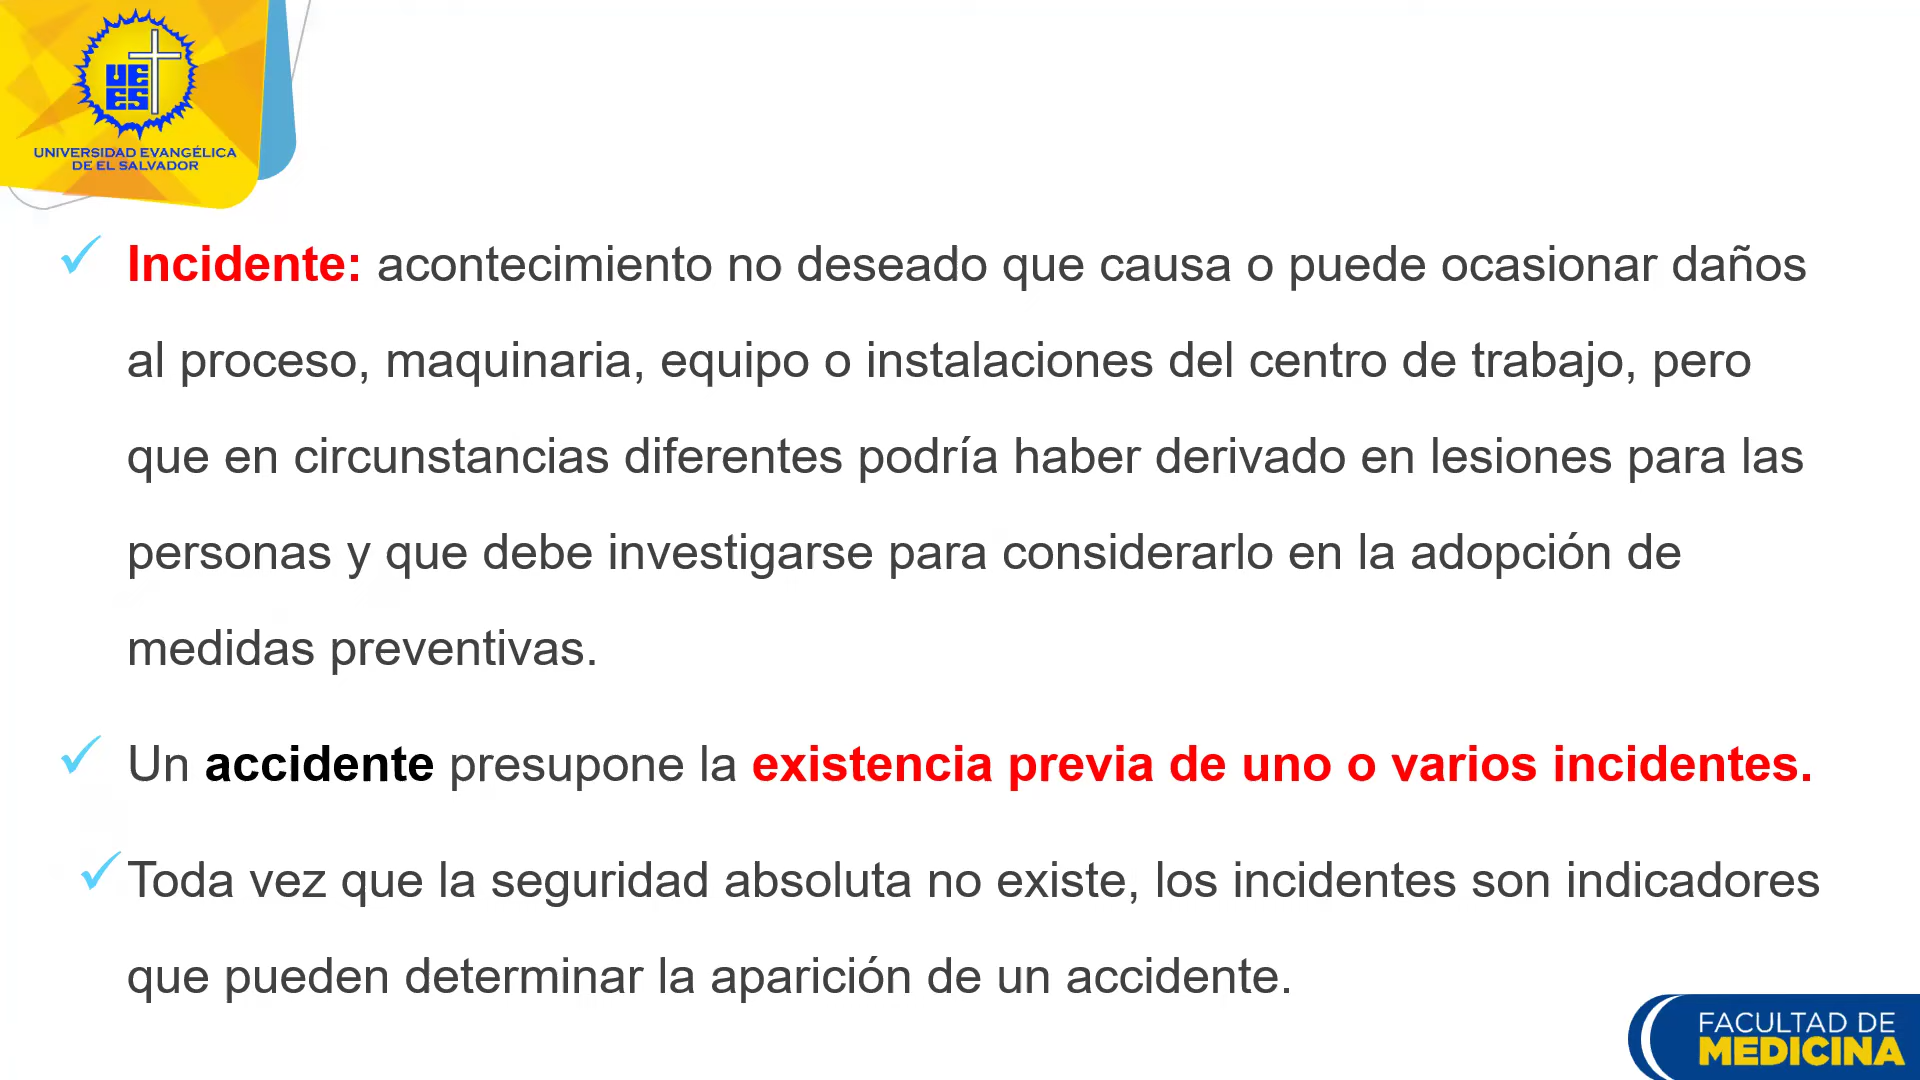 UE
ES
UNIVERSIDAD EVANGÉLICA
DE EL SALVADOR
Incidente: acontecimiento no deseado que causa o puede ocasionar daños
al proceso, maquinaria, equipo o instalaciones del centro de trabajo, pero
que en circunstancias diferentes podría haber derivado en lesiones para las
personas y que debe investigarse para considerarlo en la adopción de
medidas preventivas.
Un accidente presupone la existencia previa de uno o varios incidentes.
Toda vez que la seguridad absoluta no existe, los incidentes son indicadores
que pueden determinar la aparición de un accidente.
FACULTAD DE
MEDICINA